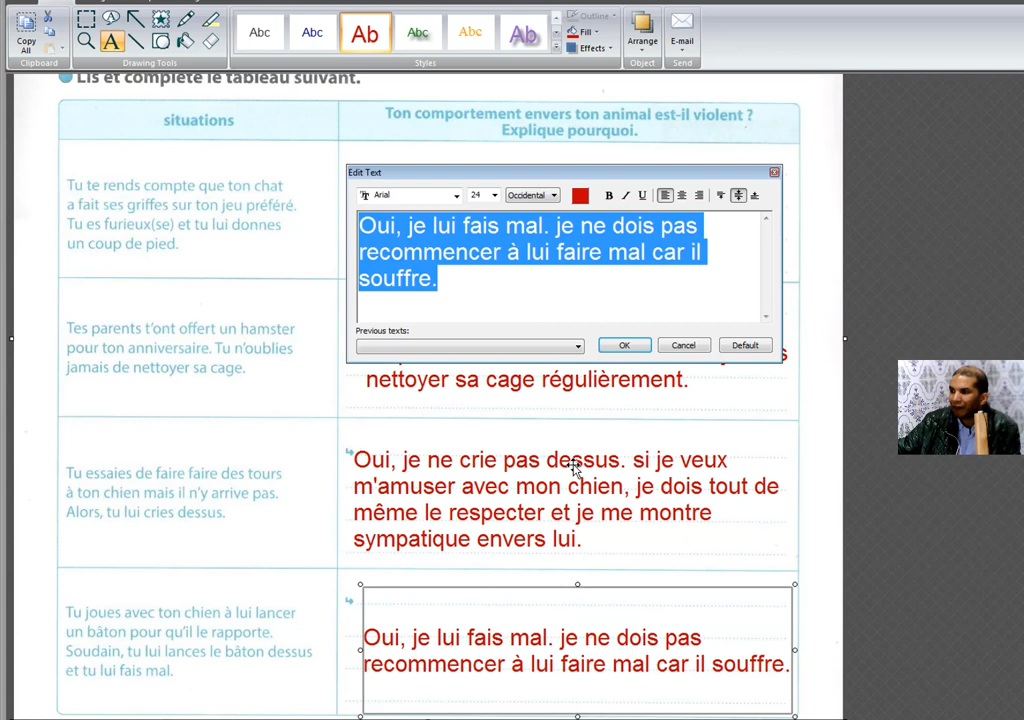 Copy
All
Clipboard
Drawing Tools
Abc
Abc
Ab
Abc
Abc
Ab
Outline
Fill
Effects
Styles
Arrange
Object
E-mail
Send
Lis et complète le tableau suivant.
situations
Ton comportement envers ton animal est-il violent ?
Explique pourquoi.
Tu te rends compte que ton chat
a fait ses griffes sur ton jeu préféré.
Tu es furieux(se) et tu lui donnes
un coup de pied.
Edit Text
Arial
24
Occidental
B I U
Oui, je lui fais mal. je ne dois pas
recommencer à lui faire mal car il
souffre.
Previous texts:
OK
Cancel
Default
Tes parents t'ont offert un hamster
pour ton anniversaire. Tu n'oublies
jamais de nettoyer sa cage.
nettoyer sa cage régulièrement.
Tu essaies de faire faire des tours
à ton chien mais il n'y arrive pas.
Alors, tu lui cries dessus.
Oui, je ne crie pas dessus. si je veux
m'amuser avec mon chien, je dois tout de
même le respecter et je me montre
sympatique envers lui.
Tu joues avec ton chien à lui lancer
un bâton pour qu'il le rapporte.
Soudain, tu lui lances le bâton dessus
et tu lui fais mal.
Oui, je lui fais mal. je ne dois pas
recommencer à lui faire mal car il souffre.